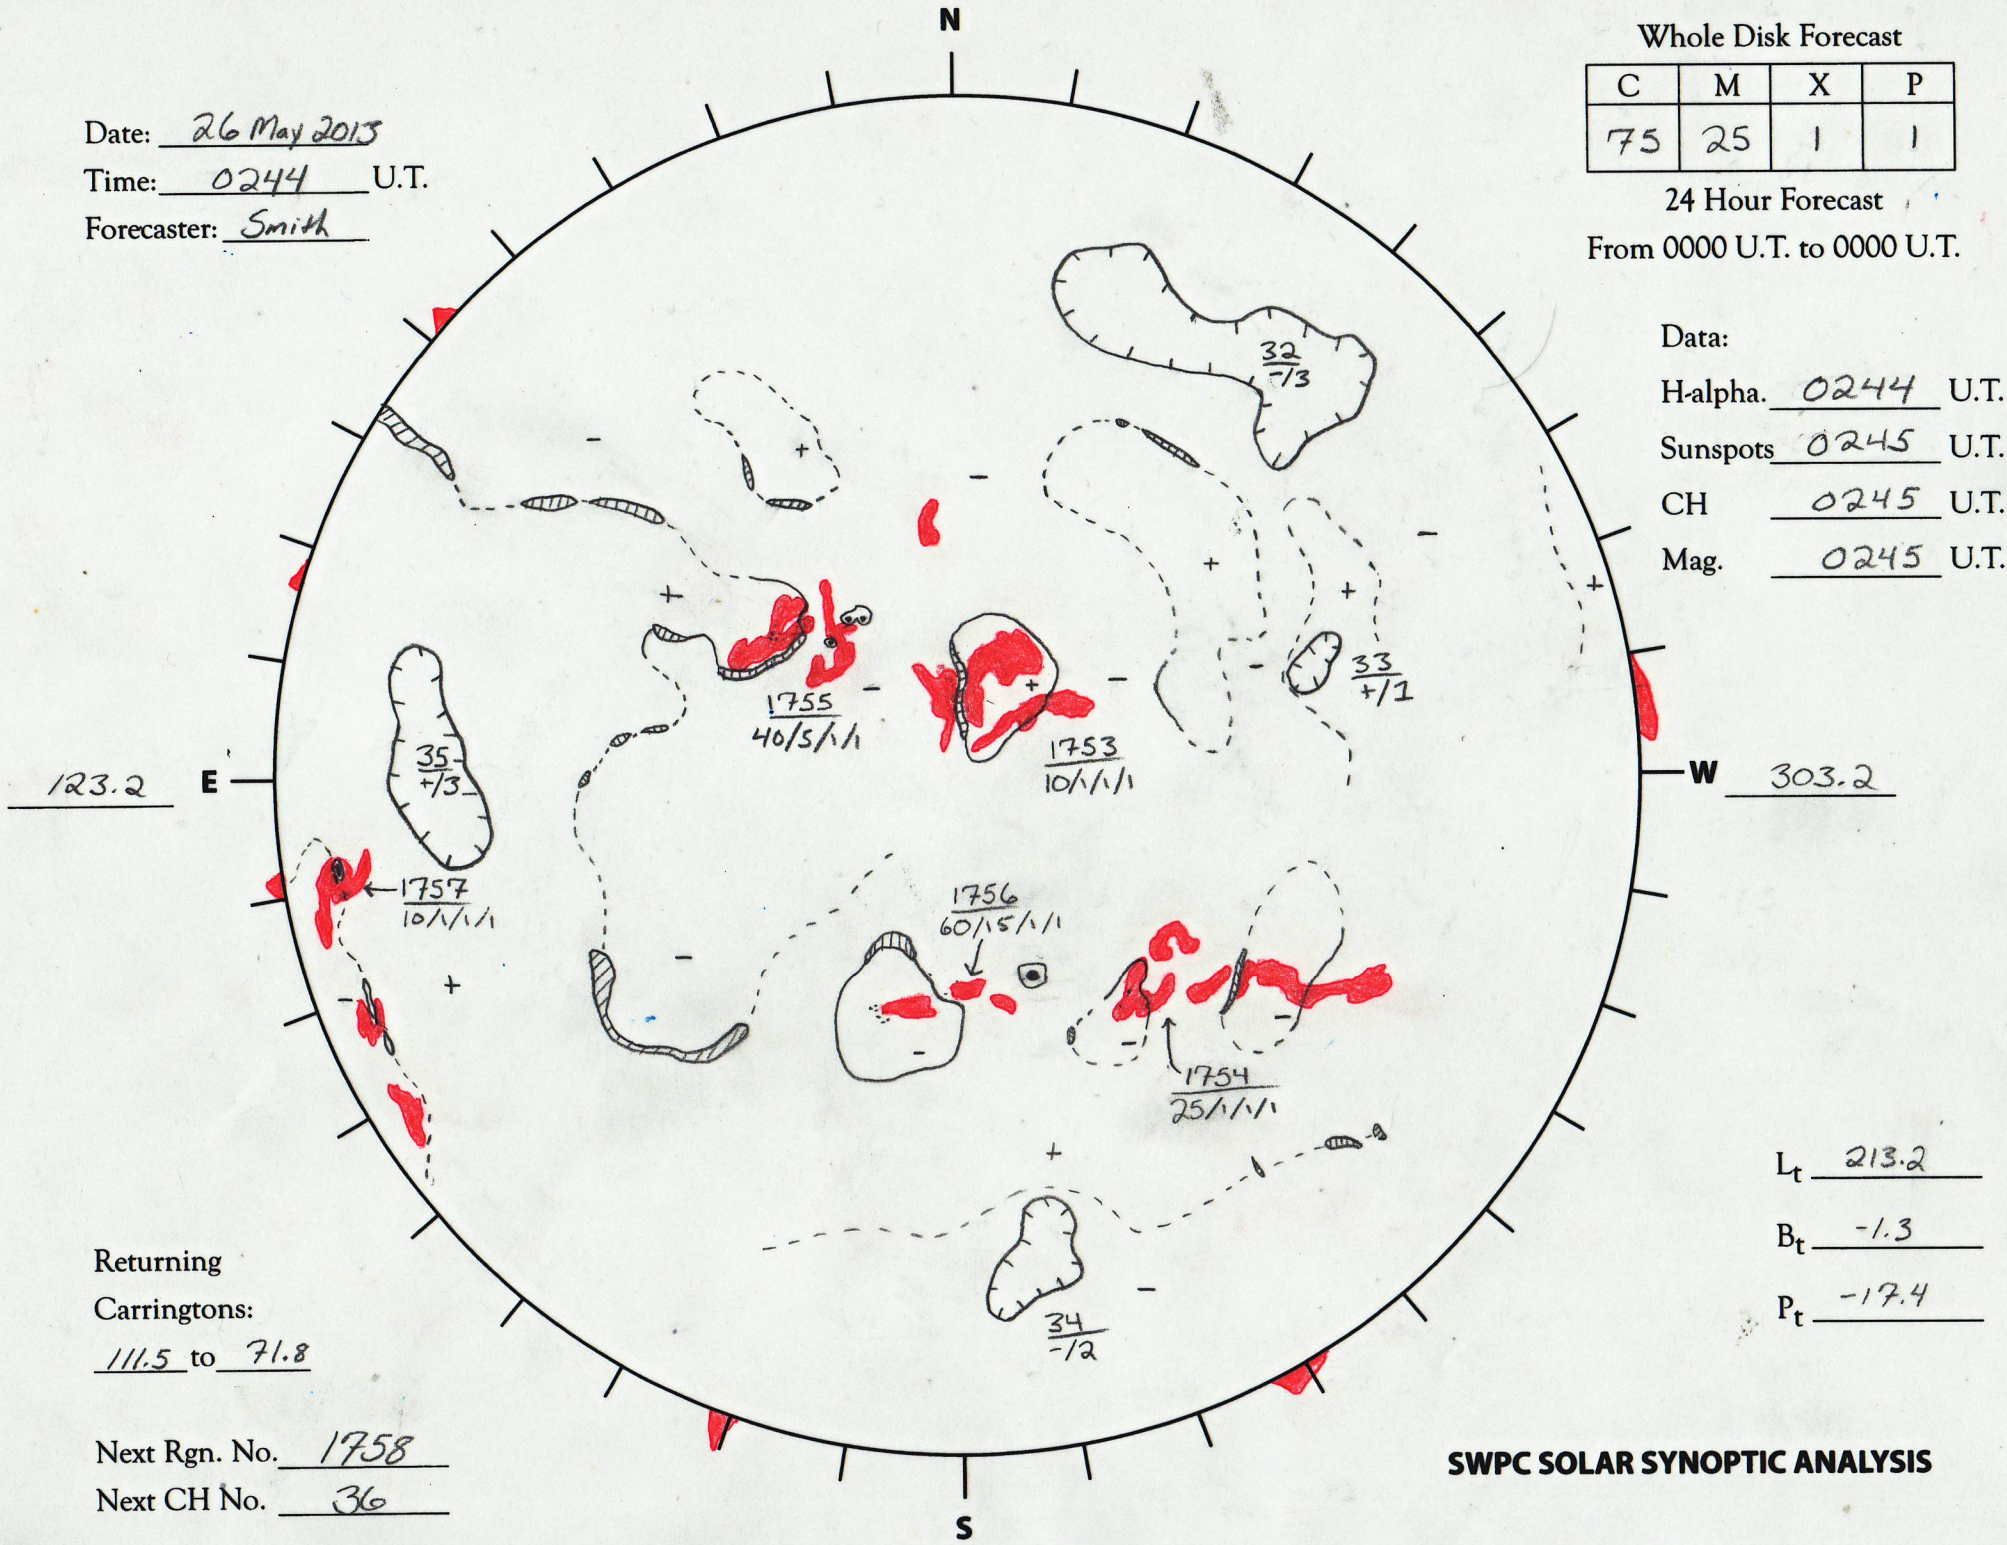 N
Whole Disk Forecast
C M X P
75 25 1 1
24 Hour Forecast
From 0000 U.T. to 0000 U.T.
Date: 26 May 2013
Time: 0244 U.T.
Forecaster: Smith
Data:
H-alpha. 0244 U.T.
Sunspots 0245 U.T.
CH 0245 U.T.
Mag. 0245 U.T.
32
-/3
-
+
-
-
+
+
+
+
-
33
+/1
-
-
+
1755
40/5/1/1
1753
10/1/1/1
35
+/3
123.2 E
W 303.2
1757
10/1/1/1
1756
60/15/1/1
-
+
-
-
-
-
1754
25/1/1/1
+
-
34
-/2
Lt 213.2
Bt -1.3
Pt -17.4
Returning
Carringtons:
111.5 to 71.8
Next Rgn. No. 1758
Next CH No. 36
SWPC SOLAR SYNOPTIC ANALYSIS
S